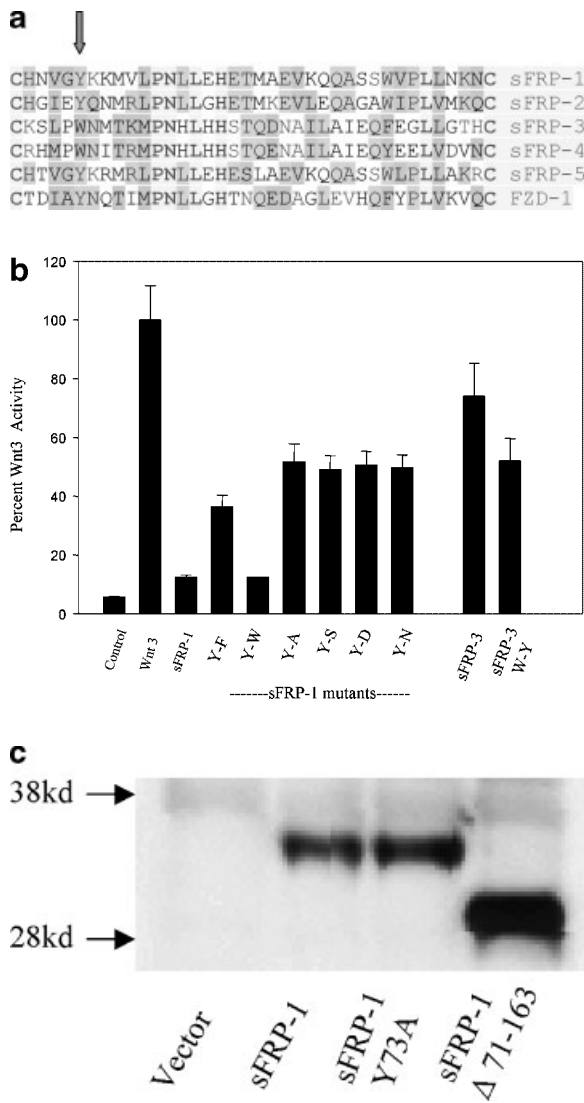 a
CHNVGYKKMVLPNLLEHETMAEVKQQASSWVPLLNKNC sFRP-1
CHGIEYQNMRLPNLLGHETMKEVLEQAGAWIPLVMKQC sFRP-2
CKSLPWNMTKMPNHLHHSTQDNAILAIEQFEGLLGTHC sFRP-3
CRHMPWNITRMPNHLHHSTQENAILAIEQYEELVDVNC sFRP-4
CHTVGYKRMRLPNLLEHESLAEVKQQASSWLPLLAKRC sFRP-5
CTDIAYNQTIMPNLLGHTNQEDAGLEVHQFYPLVKVQC FZD-1
b
Percent Wnt3 Activity
120
100
80
60
40
20
0
Control
Wnt 3
sFRP-1
Y-F
Y-W
Y-A
Y-S
Y-D
Y-N
sFRP-3
sFRP-3
W-Y
-------sFRP-1 mutants------
c
38kd
28kd
Vector
sFRP-1
sFRP-1
Y73A
sFRP-1
Δ 71-163